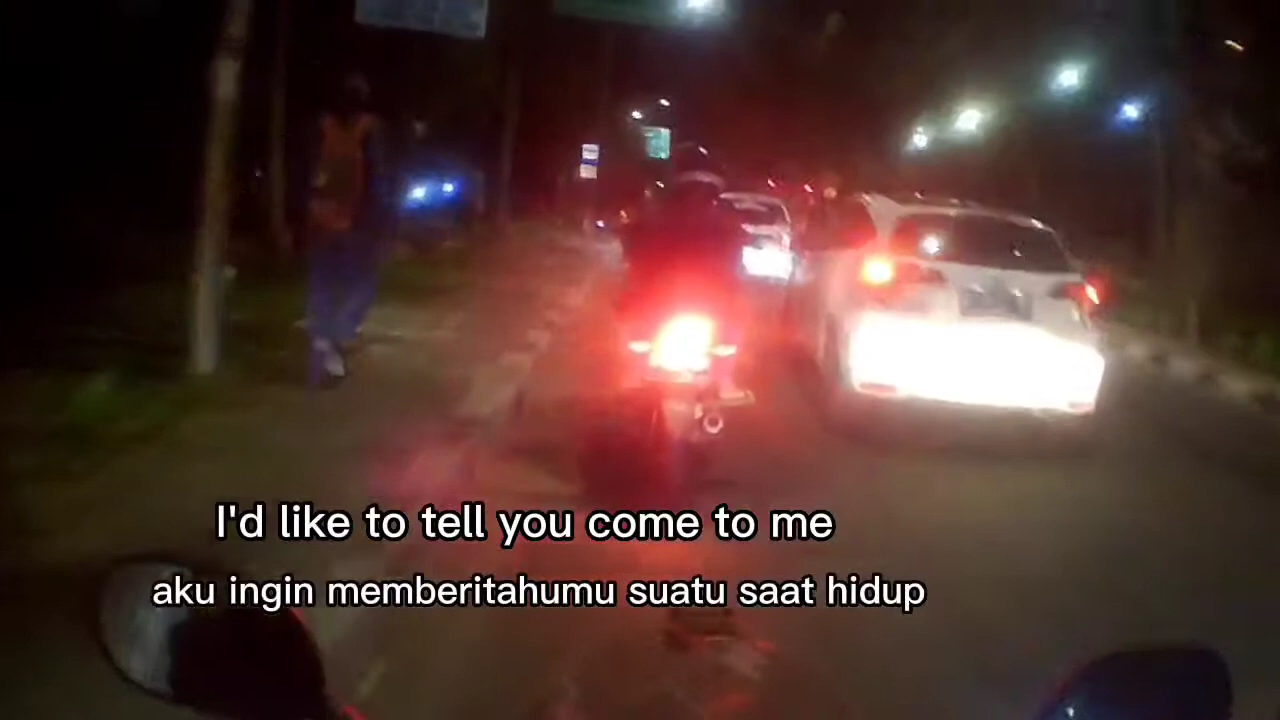 I'd like to tell you come to me
aku ingin memberitahumu suatu saat hidup